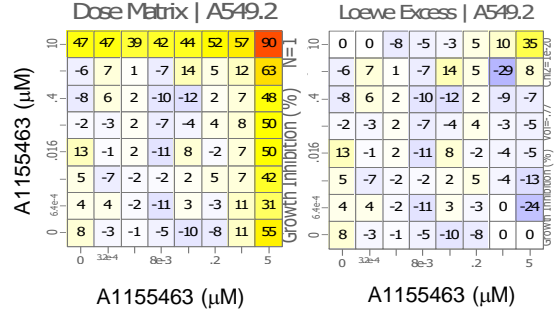 Dose Matrix | A549.2
10 47 47 39 42 44 52 57 90
-6 7 1 -7 14 5 12 63
.4 -8 6 2 -10 -12 2 7 48
-2 -3 2 -7 -4 4 8 50
.016 13 -1 2 -11 8 -2 7 50
5 -7 -2 -2 2 5 7 42
6.4e-4 4 4 -2 -11 3 -3 11 31
0 8 -3 -1 -5 -10 -8 11 55
0 3.2e-4 8e-3 .2 5
A1155463 (μM)
A1155463 (μM)
Growth Inhibition (%) N=1
Loewe Excess | A549.2
10 0 0 -8 -5 -3 5 10 35
-6 7 1 -7 14 5 -29 8
.4 -8 6 2 -10 -12 2 -9 -7
-2 -3 2 -7 -4 4 -3 -5
.016 13 -1 2 -11 8 -2 -4 -5
5 -7 -2 -2 2 5 -4 -13
6.4e-4 4 4 -2 -11 3 -3 0 -24
0 8 -3 -1 -5 -10 -8 0 0
0 3.2e-4 8e-3 .2 5
A1155463 (μM)
Growth Inhibition (%) Vol=-.77 Chi2=1e-20